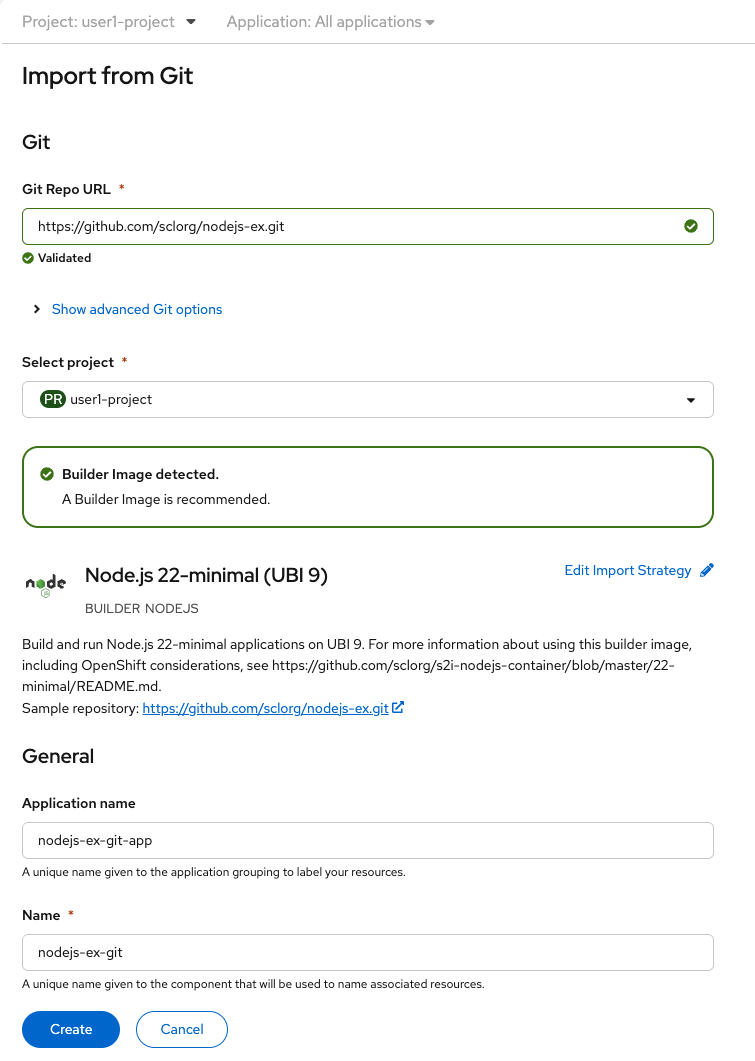 Project: user1-project Application: All applications
Import from Git
Git
Git Repo URL *
https://github.com/sclorg/nodejs-ex.git
Validated
Show advanced Git options
Select project *
PR user1-project
Builder Image detected.
A Builder Image is recommended.
node
JS
Node.js 22-minimal (UBI 9)
Edit Import Strategy
BUILDER NODEJS
Build and run Node.js 22-minimal applications on UBI 9. For more information about using this builder image,
including OpenShift considerations, see https://github.com/sclorg/s2i-nodejs-container/blob/master/22-
minimal/README.md.
Sample repository: https://github.com/sclorg/nodejs-ex.git
General
Application name
nodejs-ex-git-app
A unique name given to the application grouping to label your resources.
Name *
nodejs-ex-git
A unique name given to the component that will be used to name associated resources.
Create Cancel